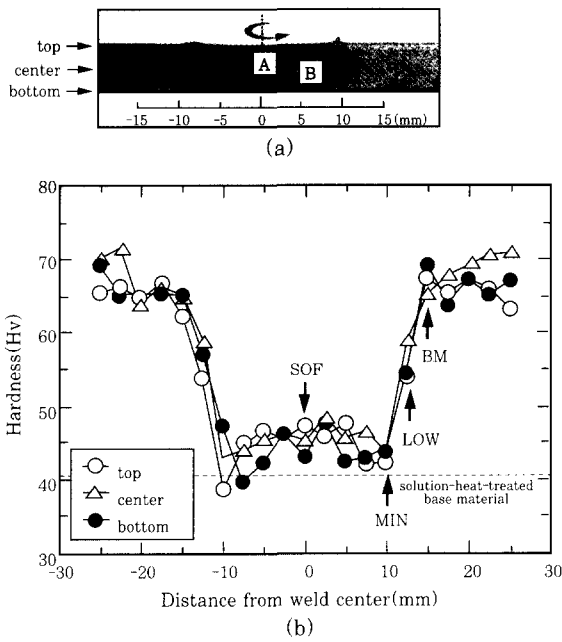 top
center
bottom
A
B
-15 -10 -5 0 5 10 15(mm)
(a)
80
70
60
50
40
30
Hardness(Hv)
SOF
BM
LOW
MIN
solution-heat-treated
base material
top
center
bottom
-30 -20 -10 0 10 20 30
Distance from weld center(mm)
(b)